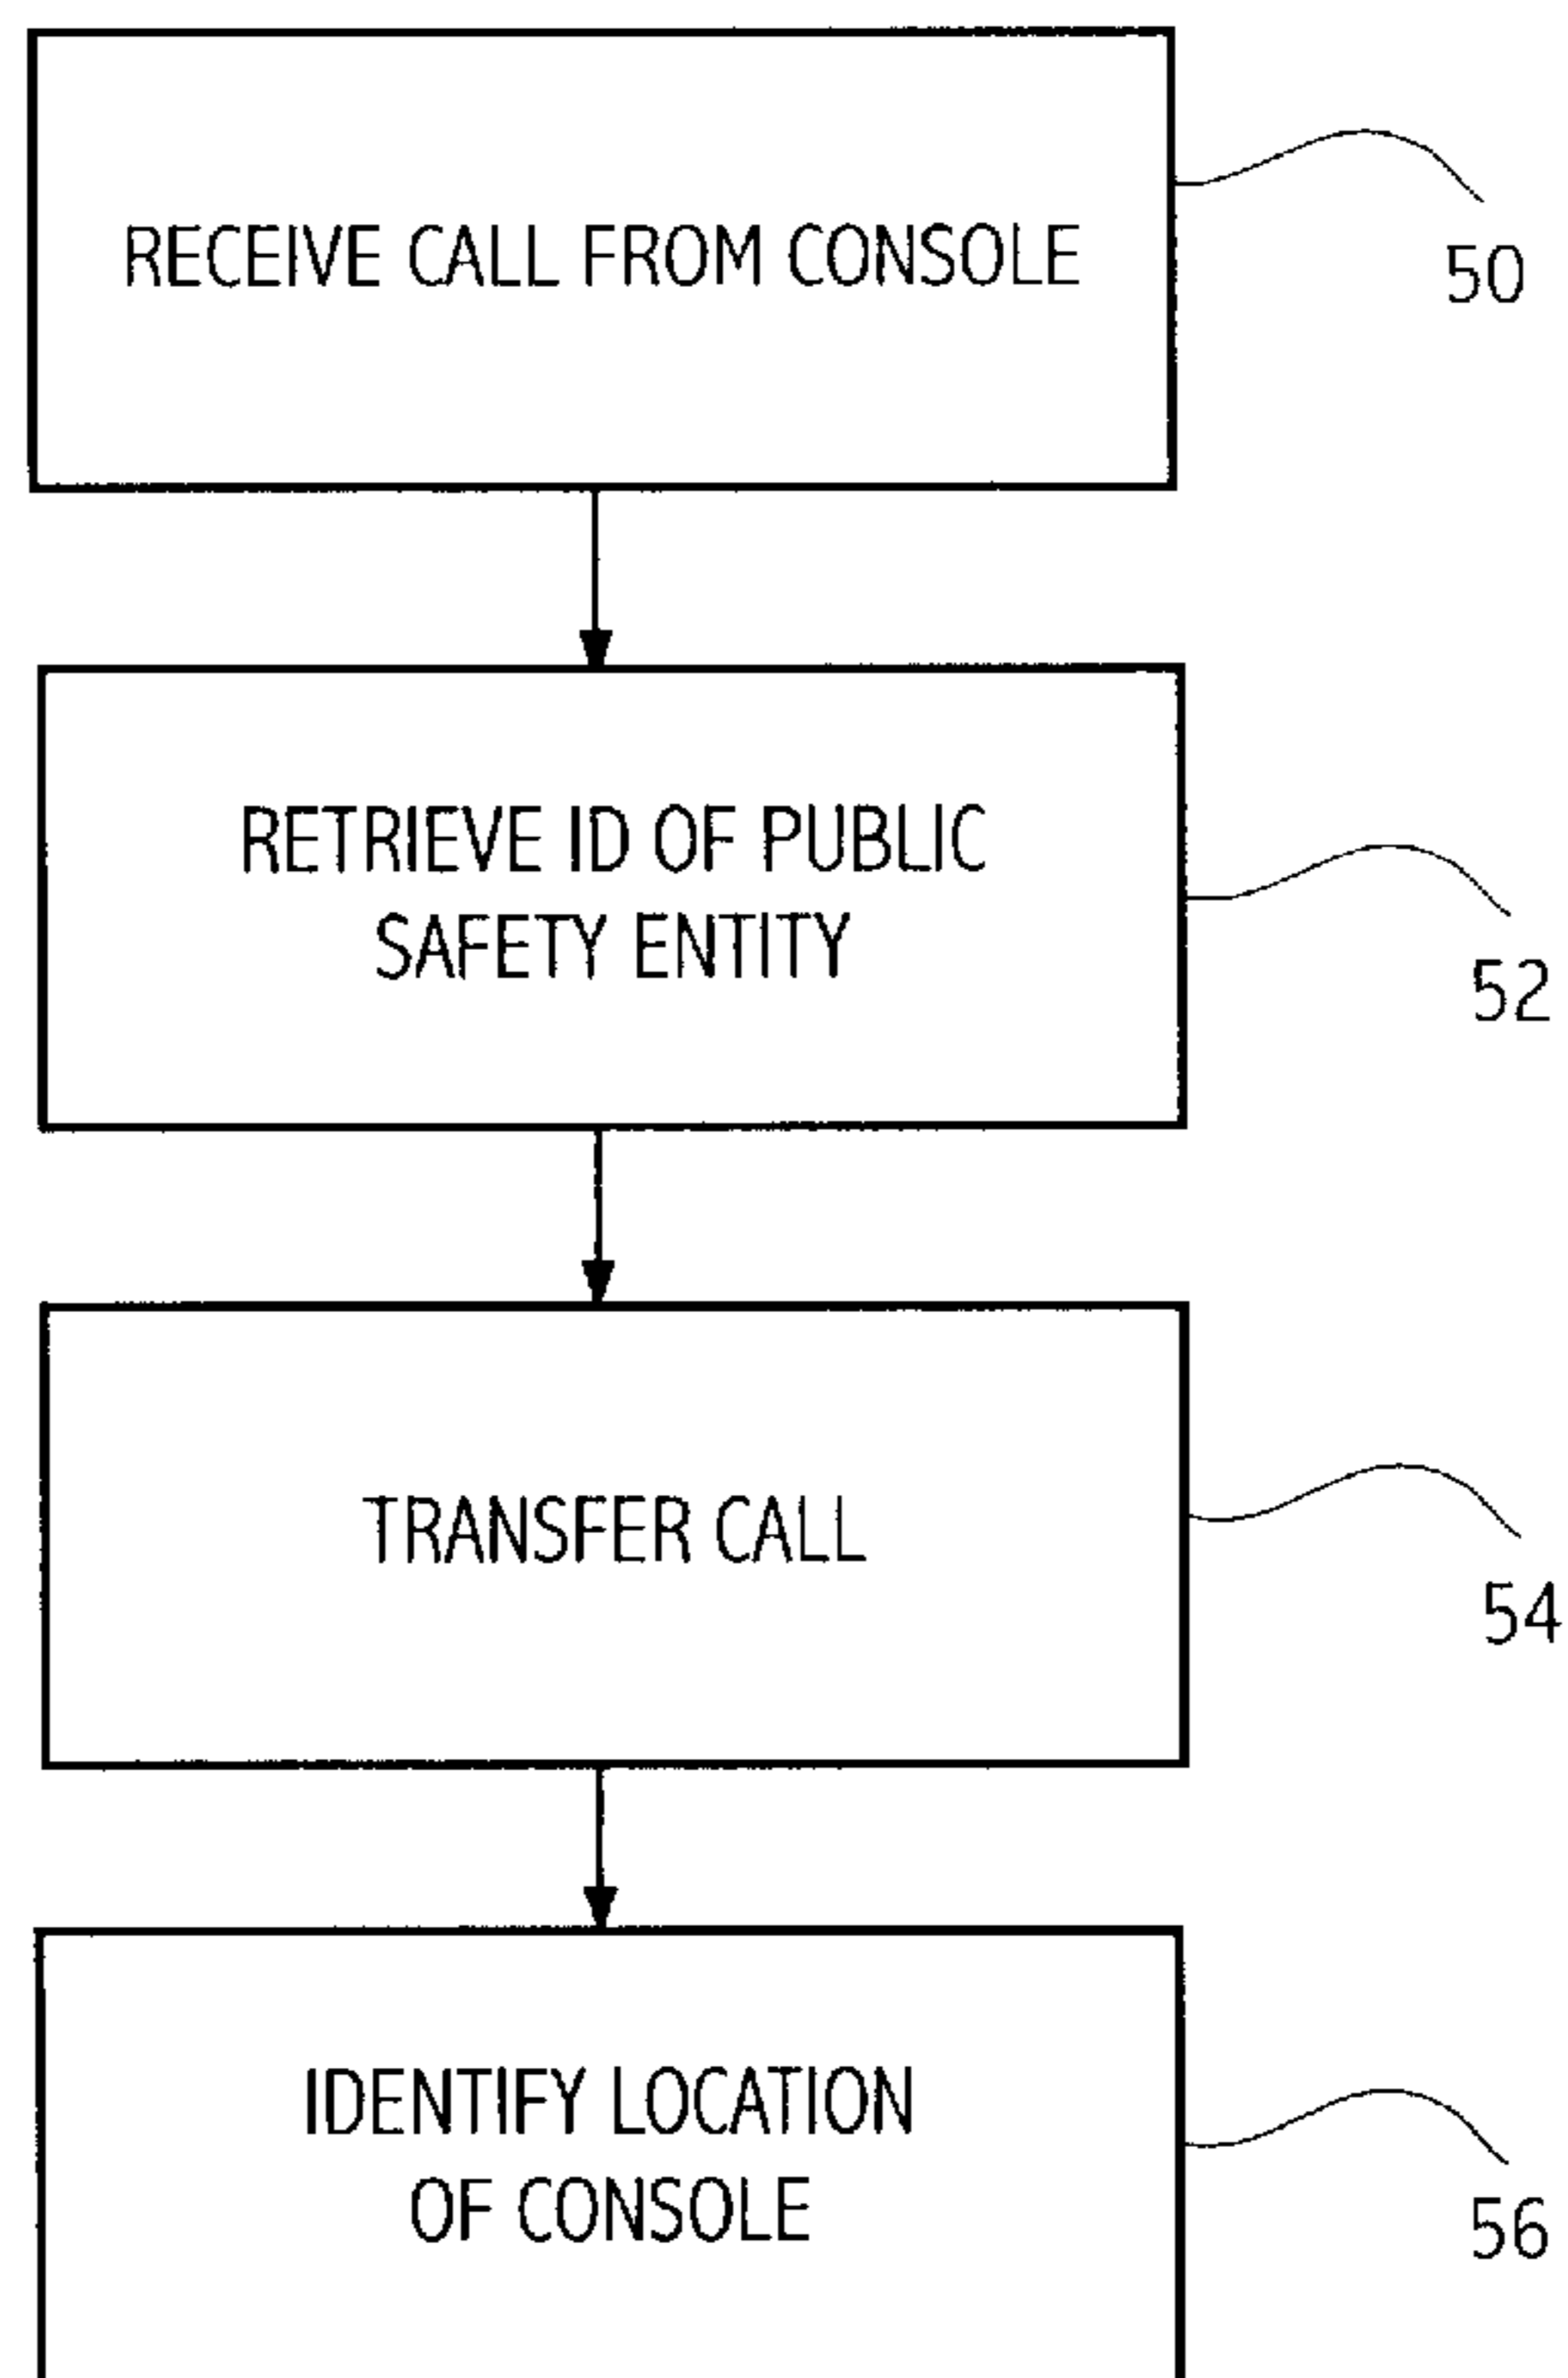 RECEIVE CALL FROM CONSOLE
50
RETRIEVE ID OF PUBLIC
SAFETY ENTITY
52
TRANSFER CALL
54
IDENTIFY LOCATION
OF CONSOLE
56